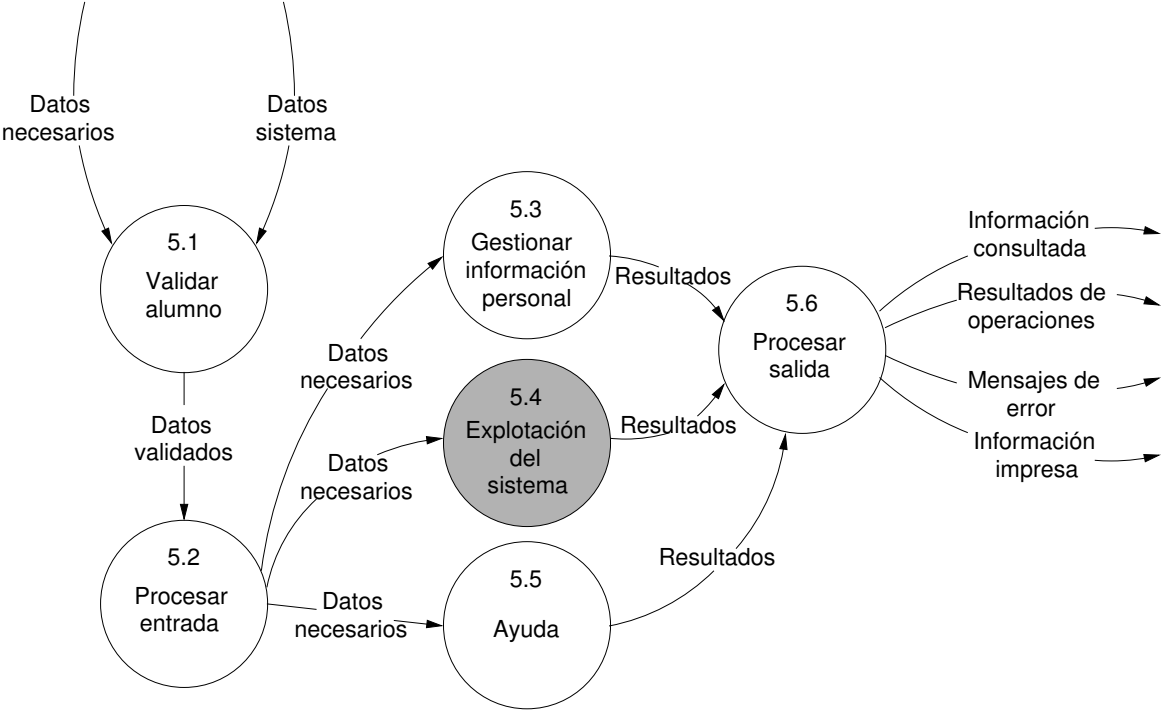 Datos
necesarios
Datos
sistema
5.1
Validar
alumno
Datos
validados
5.2
Procesar
entrada
Datos
necesarios
Datos
necesarios
Datos
necesarios
5.3
Gestionar
información
personal
5.4
Explotación
del
sistema
5.5
Ayuda
Resultados
Resultados
Resultados
5.6
Procesar
salida
Información
consultada
Resultados de
operaciones
Mensajes de
error
Información
impresa